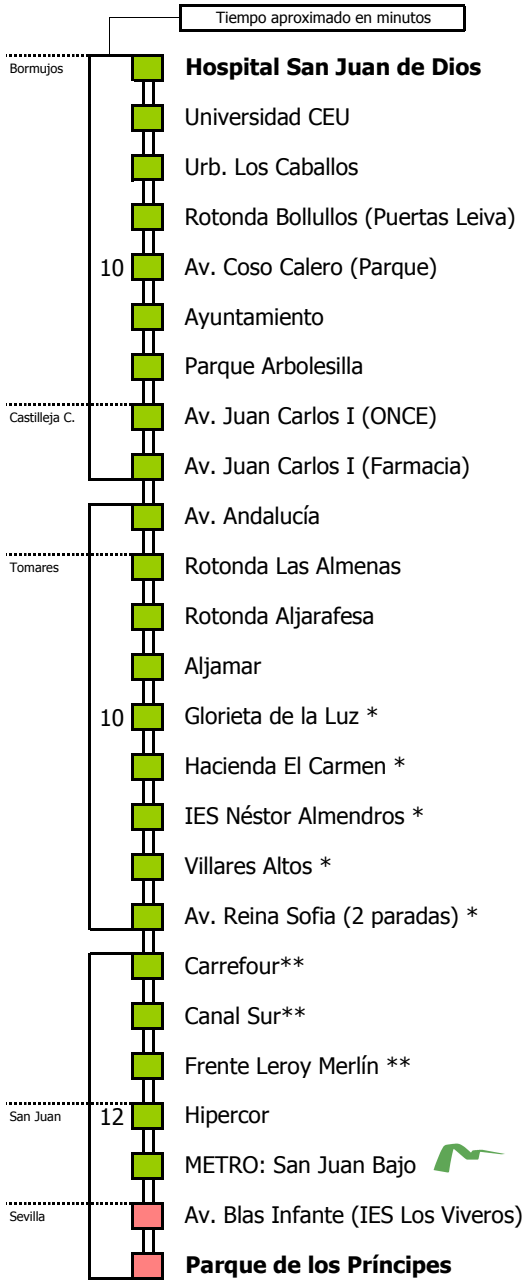 Tiempo aproximado en minutos
Bormujos
Hospital San Juan de Dios
Universidad CEU
Urb. Los Caballos
Rotonda Bollullos (Puertas Leiva)
10
Av. Coso Calero (Parque)
Ayuntamiento
Parque Arbolesilla
Castilleja C.
Av. Juan Carlos I (ONCE)
Av. Juan Carlos I (Farmacia)
Av. Andalucía
Tomares
Rotonda Las Almenas
Rotonda Aljarafesa
Aljamar
10
Glorieta de la Luz *
Hacienda El Carmen *
IES Néstor Almendros *
Villares Altos *
Av. Reina Sofia (2 paradas) *
Carrefour**
Canal Sur**
Frente Leroy Merlín **
San Juan
12
Hipercor
METRO: San Juan Bajo
Sevilla
Av. Blas Infante (IES Los Viveros)
Parque de los Príncipes